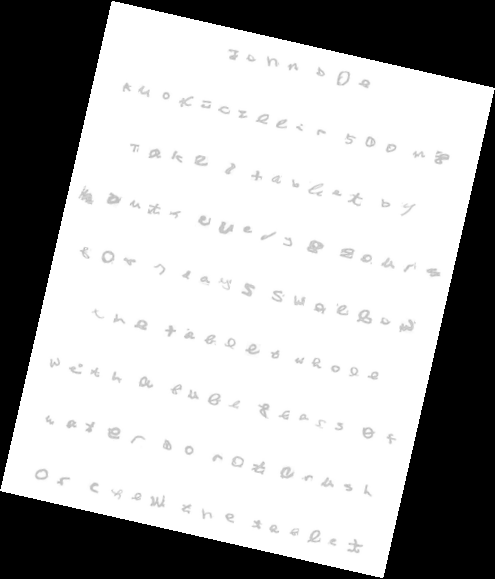 John Doe
Amoxicillin 500 mg
Take 1 tablet by
mouth every 8 hours
for 7 days Swallow
the tablet whole
with a full glass of
water Do not crush
or chew the tablet